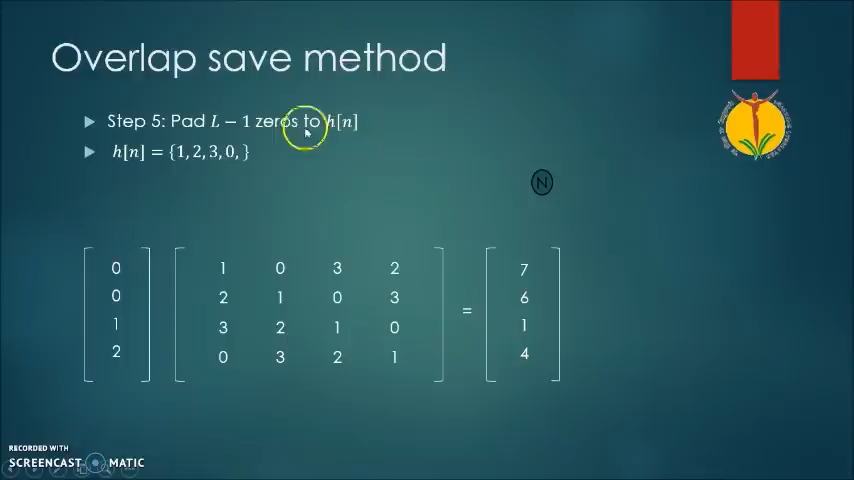 Overlap save method
Step 5: Pad L − 1 zeros to h[n]
h[n] = {1, 2, 3, 0, }
N
0 1 0 3 2 7
0 2 1 0 3 6
1 3 2 1 0 = 1
2 0 3 2 1 4
RECORDED WITH
SCREENCAST MATIC